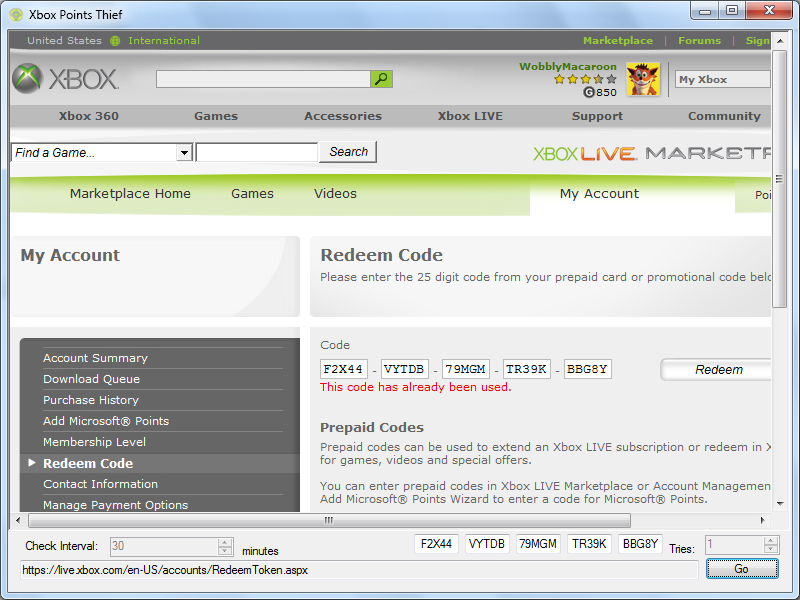 Xbox Points Thief
United States International Marketplace | Forums | Sign
XBOX WobblyMacaroon
G 850 My Xbox
Xbox 360 Games Accessories Xbox LIVE Support Community
Find a Game... Search XBOX LIVE. MARKETP
Marketplace Home Games Videos My Account Poi
My Account
Redeem Code
Please enter the 25 digit code from your prepaid card or promotional code belo
Account Summary
Download Queue
Purchase History
Add Microsoft® Points
Membership Level
Redeem Code
Contact Information
Manage Payment Options
Code
F2X44 - VYTDB - 79MGM - TR39K - BBG8Y Redeem
This code has already been used.
Prepaid Codes
Prepaid codes can be used to extend an Xbox LIVE subscription or redeem in X
for games, videos and special offers.
You can enter prepaid codes in Xbox LIVE Marketplace or Account Managemen
Add Microsoft® Points Wizard to enter a code for Microsoft® Points.
Check Interval: 30 minutes F2X44 VYTDB 79MGM TR39K BBG8Y Tries: 1
https://live.xbox.com/en-US/accounts/RedeemToken.aspx Go